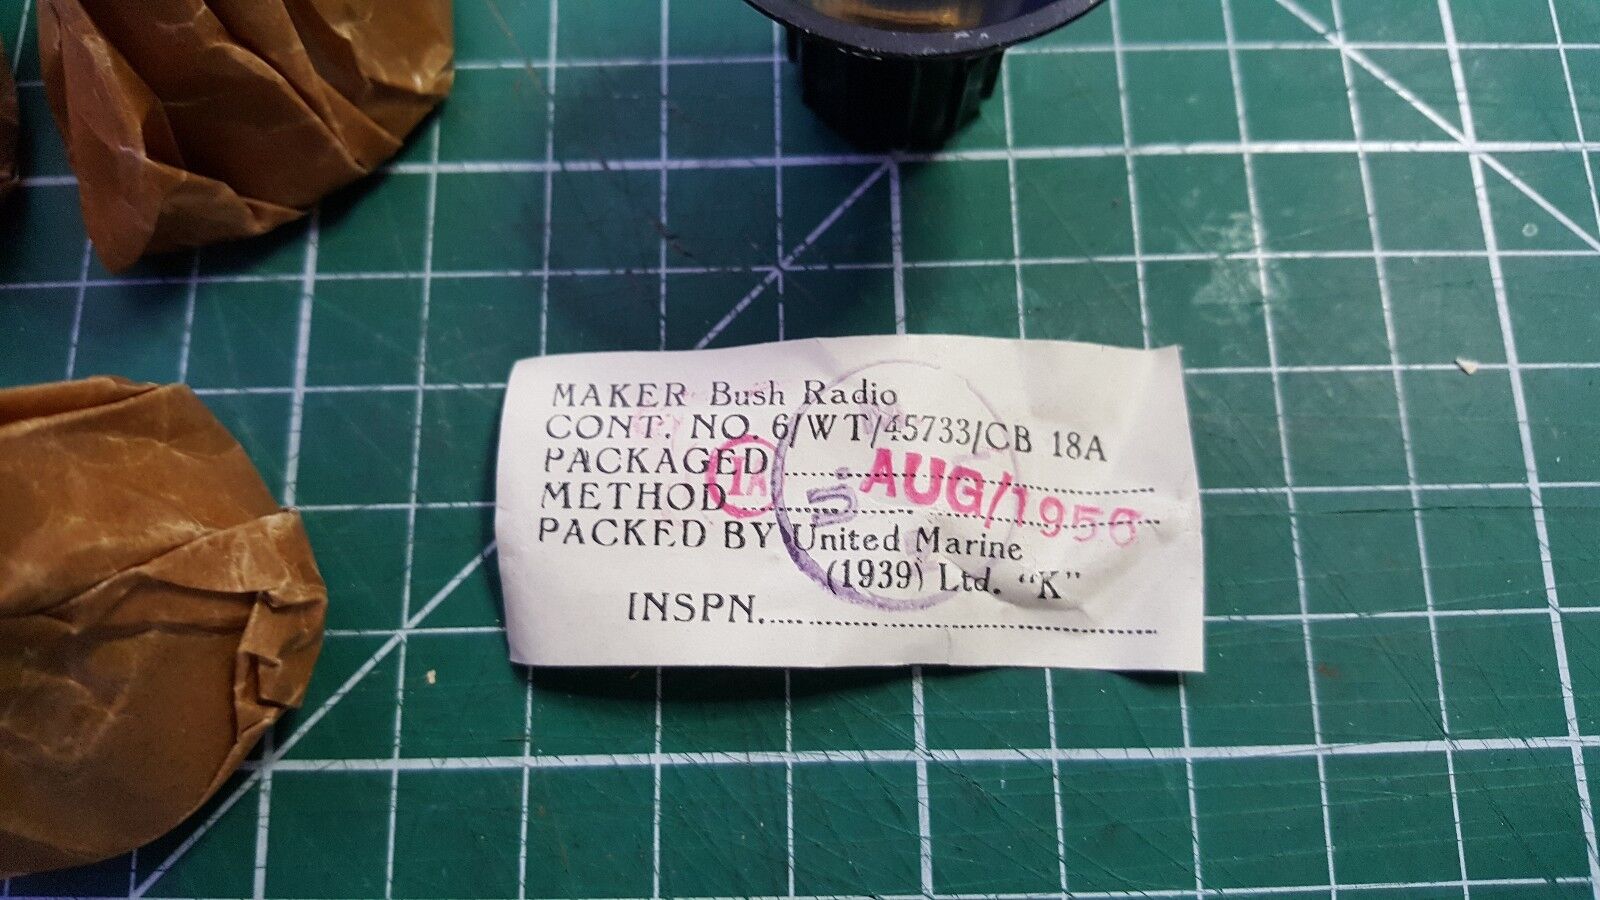 MAKER Bush Radio
CONT. NO. 6/WT/45733/CB 18A
PACKAGED
1A
5 AUG/1956
METHOD
PACKED BY United Marine
(1939) Ltd. “K”
INSPN.